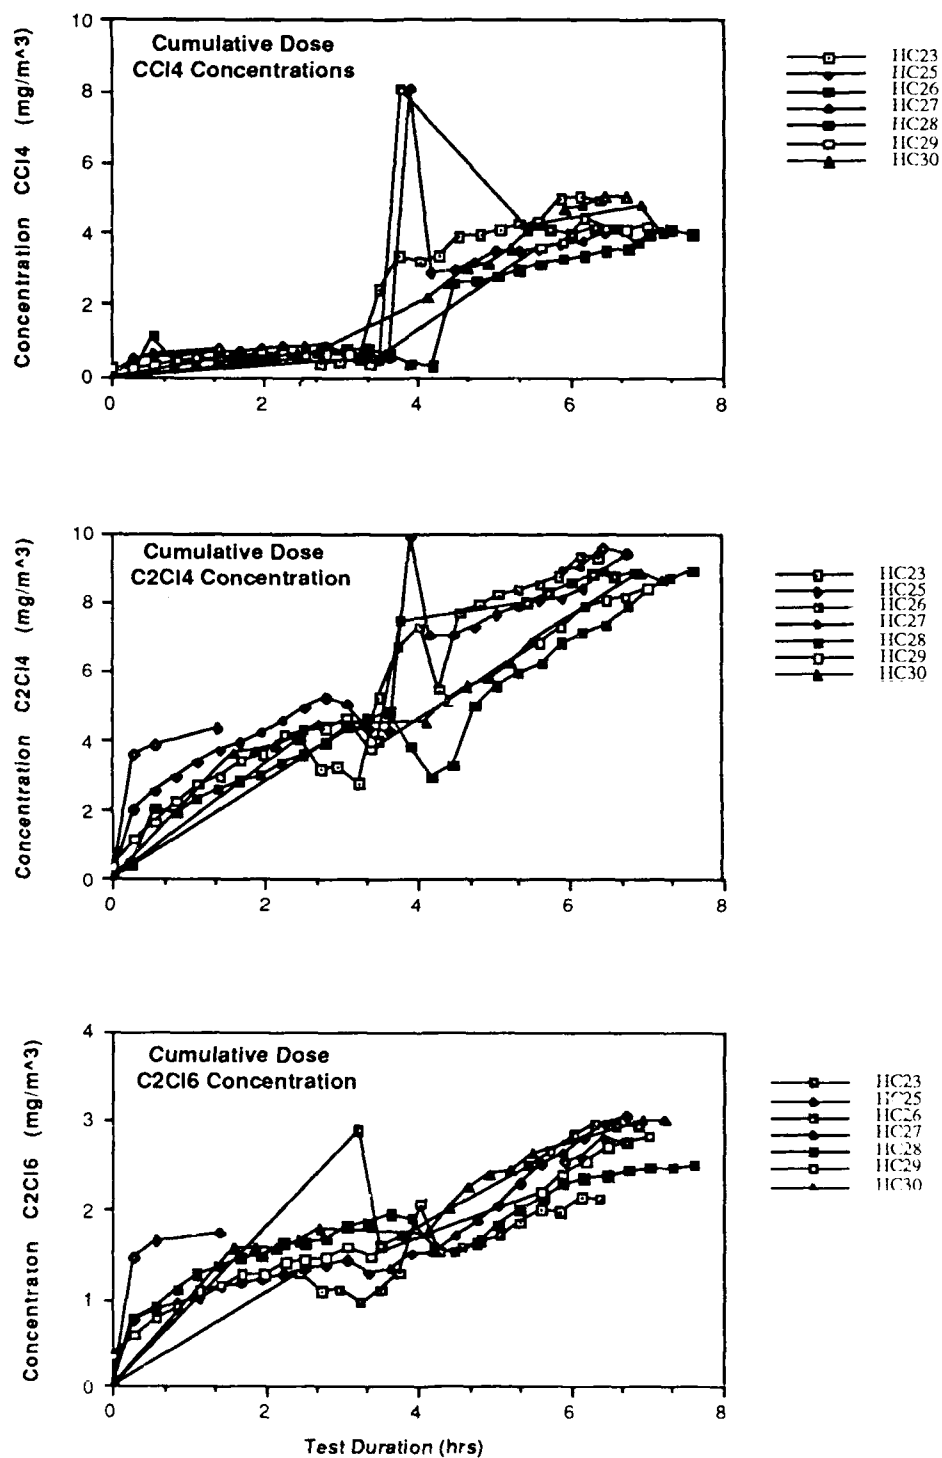 Cumulative Dose
CCl4 Concentrations
Concentration CCl4 (mg/m^3)
10
8
6
4
2
0
0 2 4 6 8
HC23
HC25
HC26
HC27
HC28
HC29
HC30
Cumulative Dose
C2Cl4 Concentration
Concentration C2Cl4 (mg/m^3)
10
8
6
4
2
0
0 2 4 6 8
HC23
HC25
HC26
HC27
HC28
HC29
HC30
Cumulative Dose
C2Cl6 Concentration
Concentraton C2Cl6 (mg/m^3)
4
3
2
1
0
0 2 4 6 8
Test Duration (hrs)
HC23
HC25
HC26
HC27
HC28
HC29
HC30